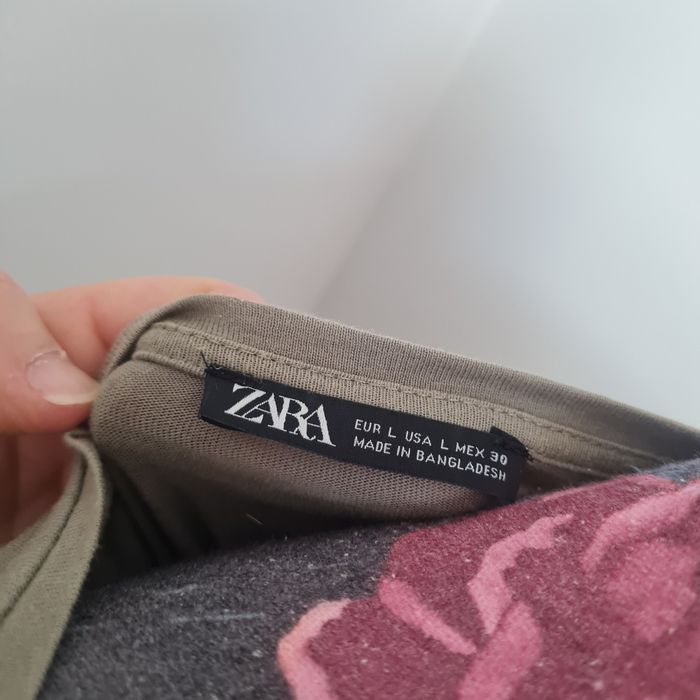 ZARA
EUR L USA L MEX 30
MADE IN BANGLADESH